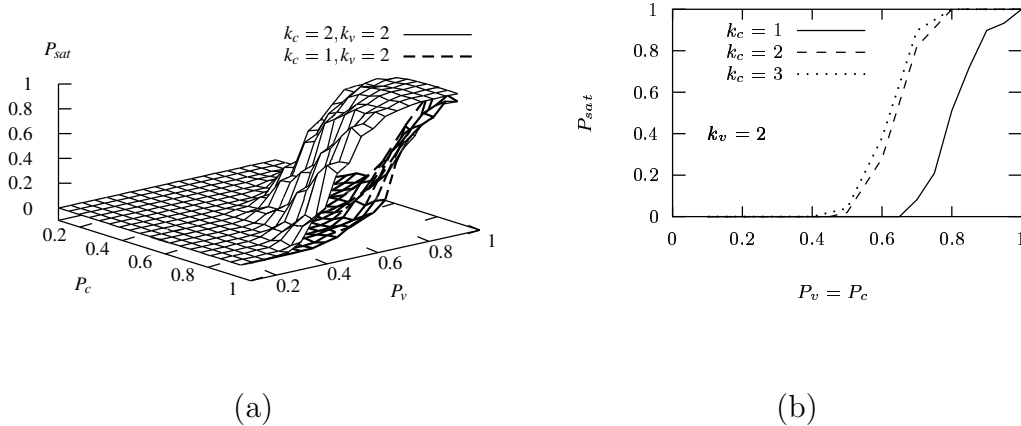 k_c = 2, k_v = 2
k_c = 1, k_v = 2
P_sat
1
0.8
0.6
0.4
0.2
0
0.2
0.4
0.6
0.8
1
P_c
0.2
0.4
0.6
0.8
1
P_v
(a)
1
0.8
0.6
0.4
0.2
0
P_sat
k_c = 1
k_c = 2
k_c = 3
k_v = 2
0 0.2 0.4 0.6 0.8 1
P_v = P_c
(b)